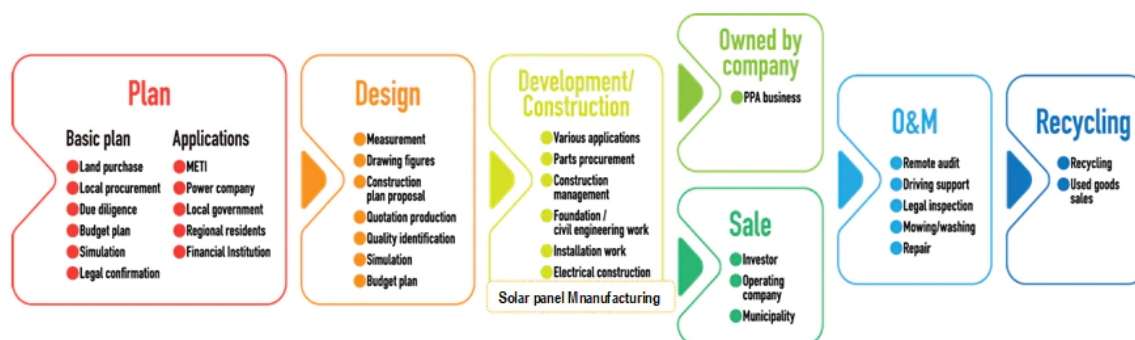 Plan
Basic plan
Land purchase
Local procurement
Due diligence
Budget plan
Simulation
Legal confirmation
Applications
METI
Power company
Local government
Regional residents
Financial Institution
Design
Measurement
Drawing figures
Construction
plan proposal
Quotation production
Quality identification
Simulation
Budget plan
Development/
Construction
Various applications
Parts procurement
Construction
management
Foundation /
civil engineering work
Installation work
Electrical construction
Solar panel Mnanufacturing
Owned by
company
PPA business
Sale
Investor
Operating
company
Municipality
O&M
Remote audit
Driving support
Legal inspection
Mowing/washing
Repair
Recycling
Recycling
Used goods
sales